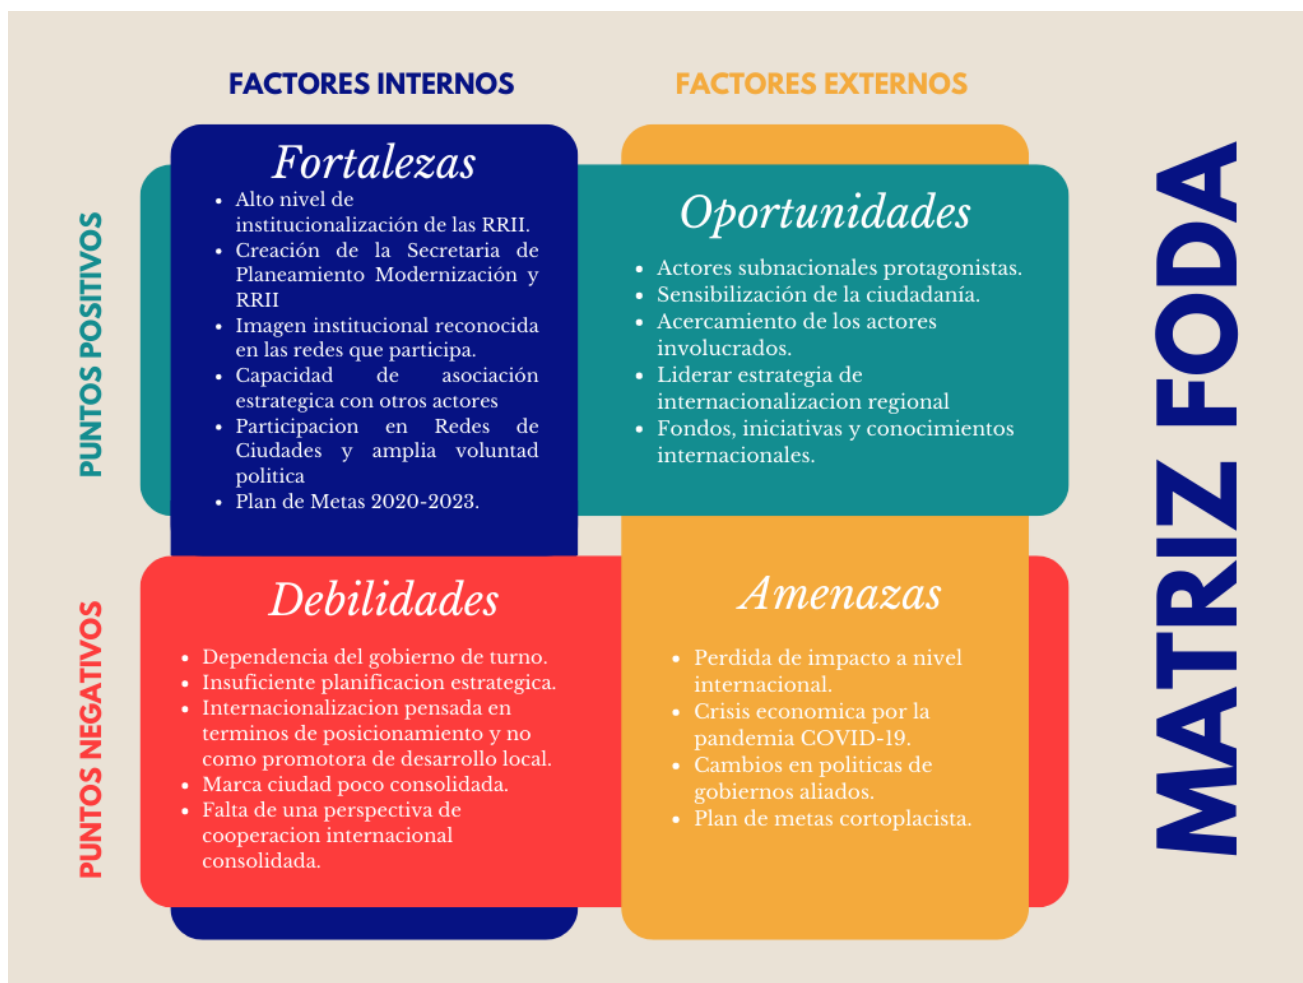 FACTORES INTERNOS
FACTORES EXTERNOS
PUNTOS POSITIVOS
Fortalezas
• Alto nivel de
institucionalización de las RRII.
• Creación de la Secretaria de
Planeamiento Modernización y
RRII
• Imagen institucional reconocida
en las redes que participa.
• Capacidad de asociación
estrategica con otros actores
• Participacion en Redes de
Ciudades y amplia voluntad
politica
• Plan de Metas 2020-2023.
Oportunidades
• Actores subnacionales protagonistas.
• Sensibilización de la ciudadanía.
• Acercamiento de los actores
involucrados.
• Liderar estrategia de
internacionalizacion regional
• Fondos, iniciativas y conocimientos
internacionales.
PUNTOS NEGATIVOS
Debilidades
• Dependencia del gobierno de turno.
• Insuficiente planificacion estrategica.
• Internacionalizacion pensada en
terminos de posicionamiento y no
como promotora de desarrollo local.
• Marca ciudad poco consolidada.
• Falta de una perspectiva de
cooperacion internacional
consolidada.
Amenazas
• Perdida de impacto a nivel
internacional.
• Crisis economica por la
pandemia COVID-19.
• Cambios en politicas de
gobiernos aliados.
• Plan de metas cortoplacista.
MATRIZ FODA